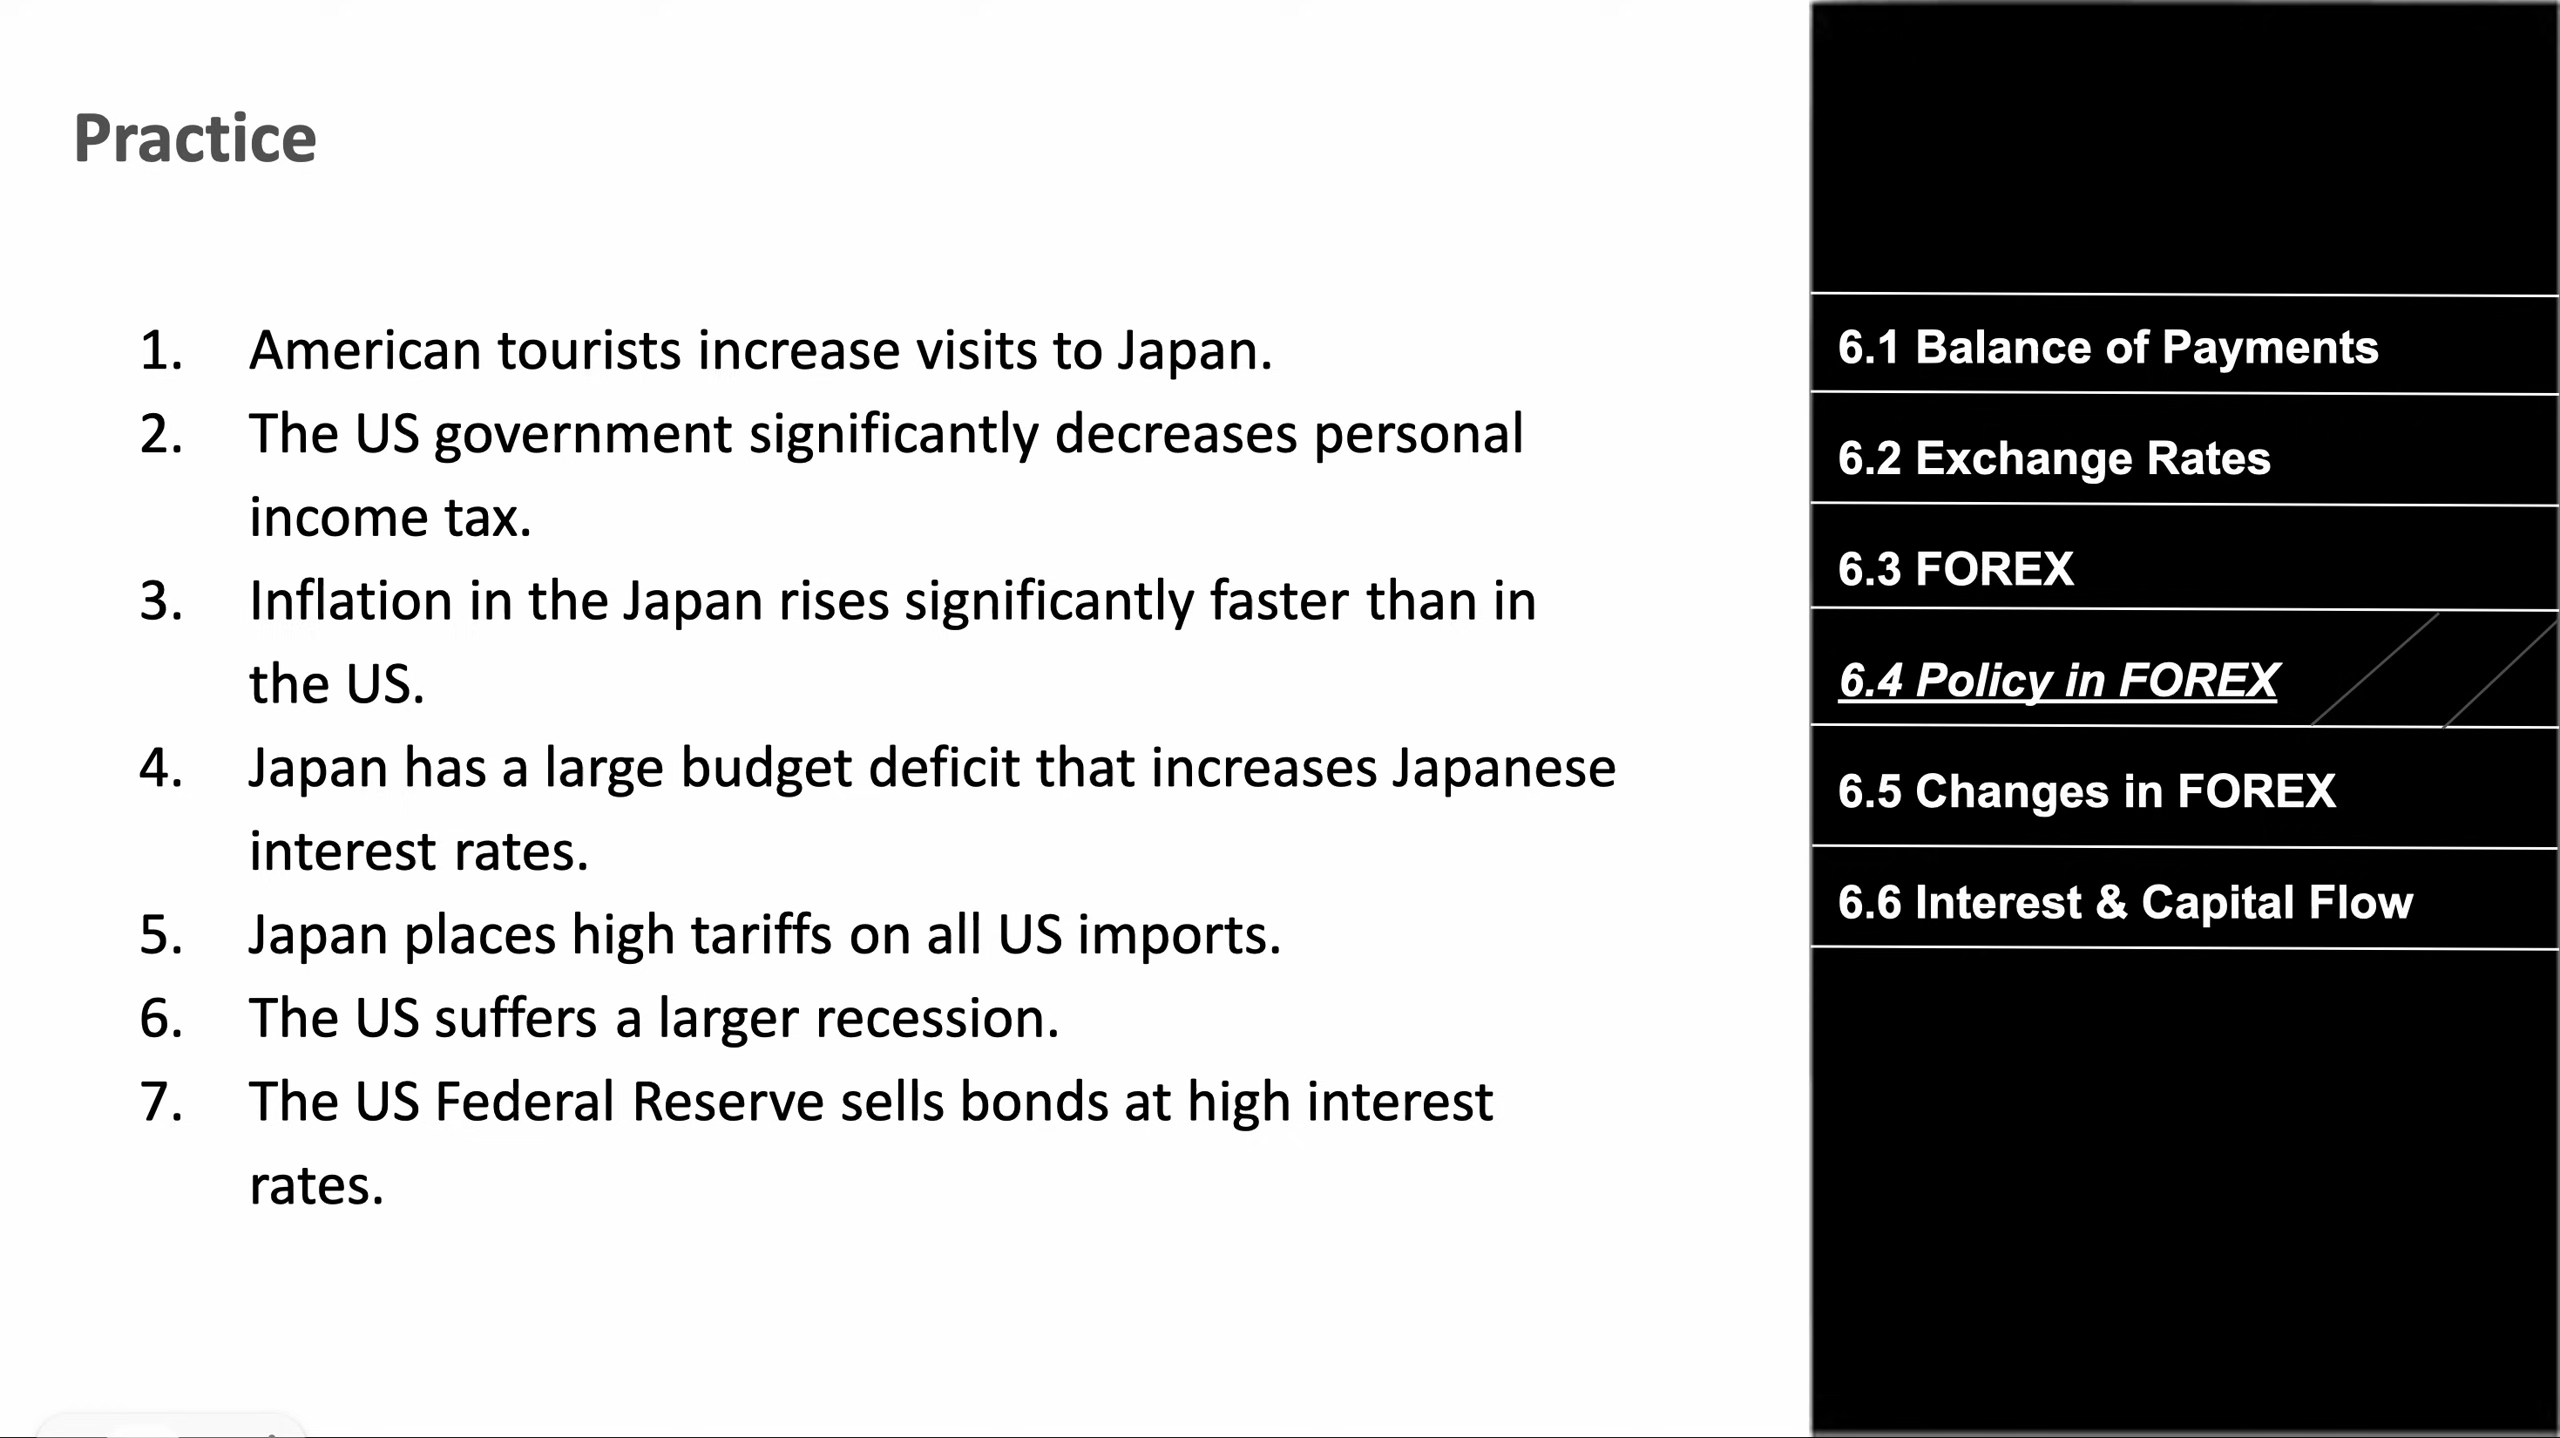 Practice
1. American tourists increase visits to Japan.
2. The US government significantly decreases personal
income tax.
3. Inflation in the Japan rises significantly faster than in
the US.
4. Japan has a large budget deficit that increases Japanese
interest rates.
5. Japan places high tariffs on all US imports.
6. The US suffers a larger recession.
7. The US Federal Reserve sells bonds at high interest
rates.
6.1 Balance of Payments
6.2 Exchange Rates
6.3 FOREX
6.4 Policy in FOREX
6.5 Changes in FOREX
6.6 Interest & Capital Flow